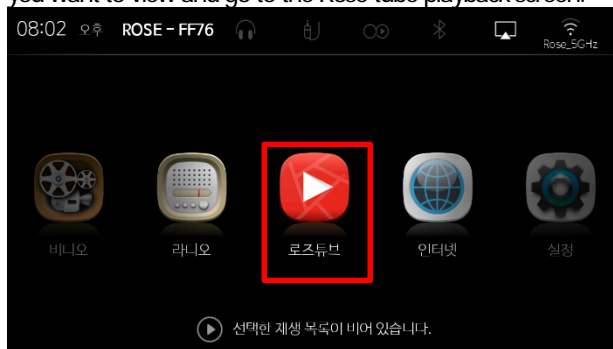 you want to view and go to the Rose tube playback screen.
08:02 오후 ROSE - FF76
Rose_5GHz
비디오 라디오 로즈튜브 인터넷 설정
선택한 재생 목록이 비어 있습니다.